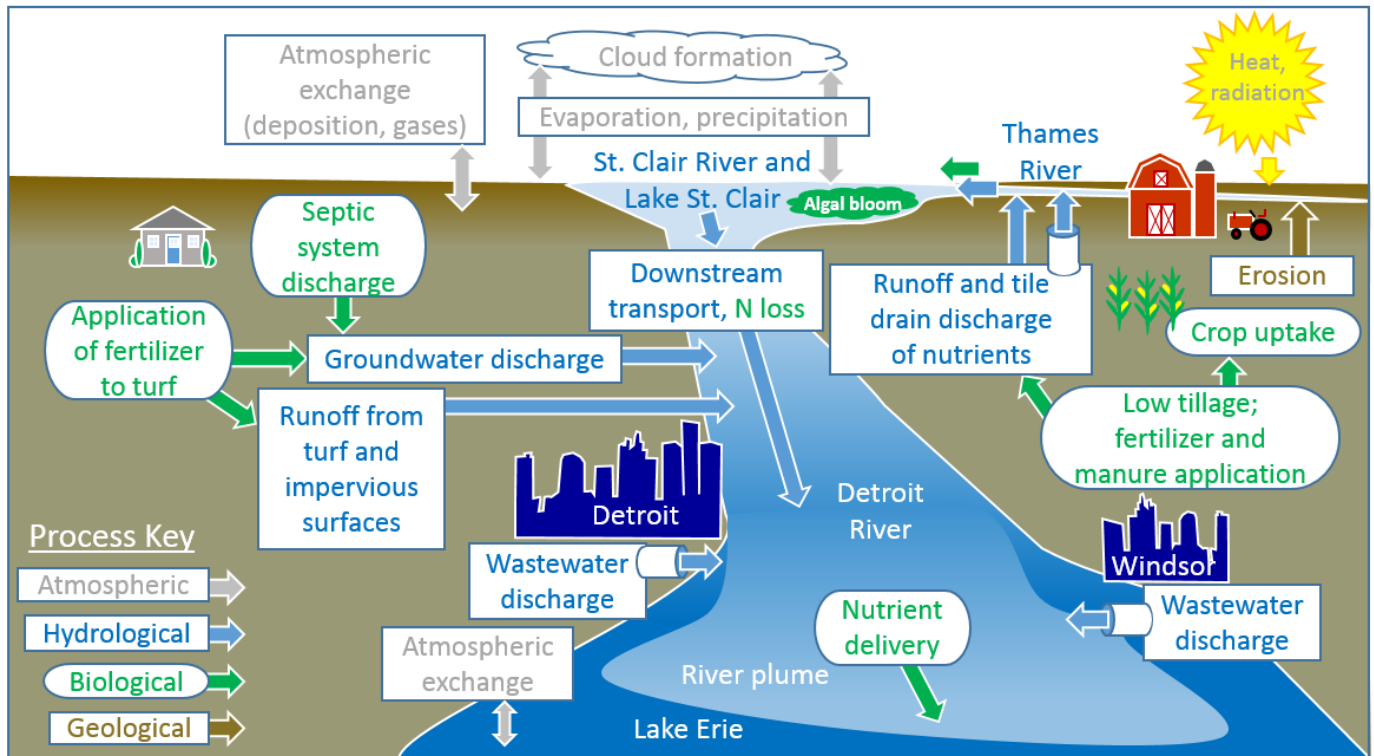 Atmospheric
exchange
(deposition, gases)
Cloud formation
Evaporation, precipitation
Heat,
radiation
St. Clair River and
Lake St. Clair
Algal bloom
Thames
River
Septic
system
discharge
Downstream
transport, N loss
Runoff and tile
drain discharge
of nutrients
Erosion
Crop uptake
Application
of fertilizer
to turf
Groundwater discharge
Runoff from
turf and
impervious
surfaces
Low tillage;
fertilizer and
manure application
Detroit
Detroit
River
Windsor
Wastewater
discharge
Wastewater
discharge
Nutrient
delivery
Atmospheric
exchange
River plume
Lake Erie
Process Key
Atmospheric
Hydrological
Biological
Geological